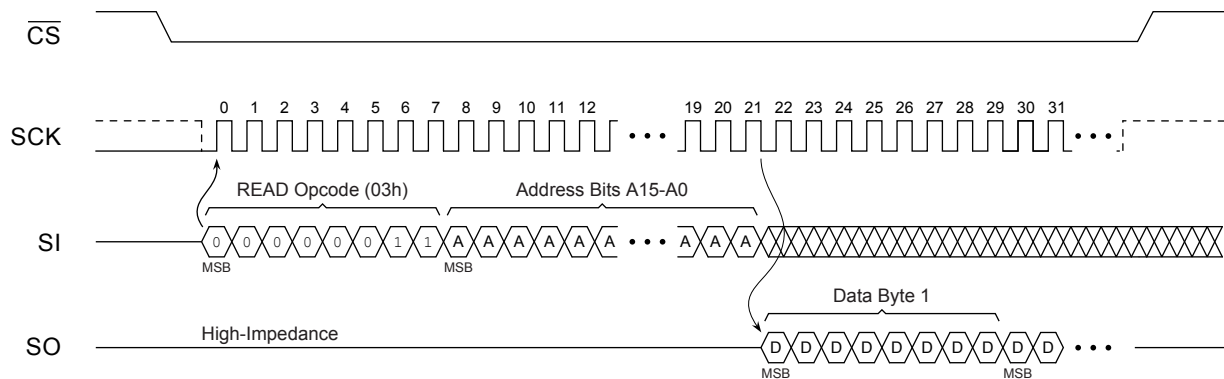 CS
0 1 2 3 4 5 6 7 8 9 10 11 12 19 20 21 22 23 24 25 26 27 28 29 30 31
SCK
READ Opcode (03h) Address Bits A15-A0
SI 0 0 0 0 0 0 1 1 A A A A A A A A A
MSB MSB
Data Byte 1
High-Impedance
SO D D D D D D D D D D
MSB MSB